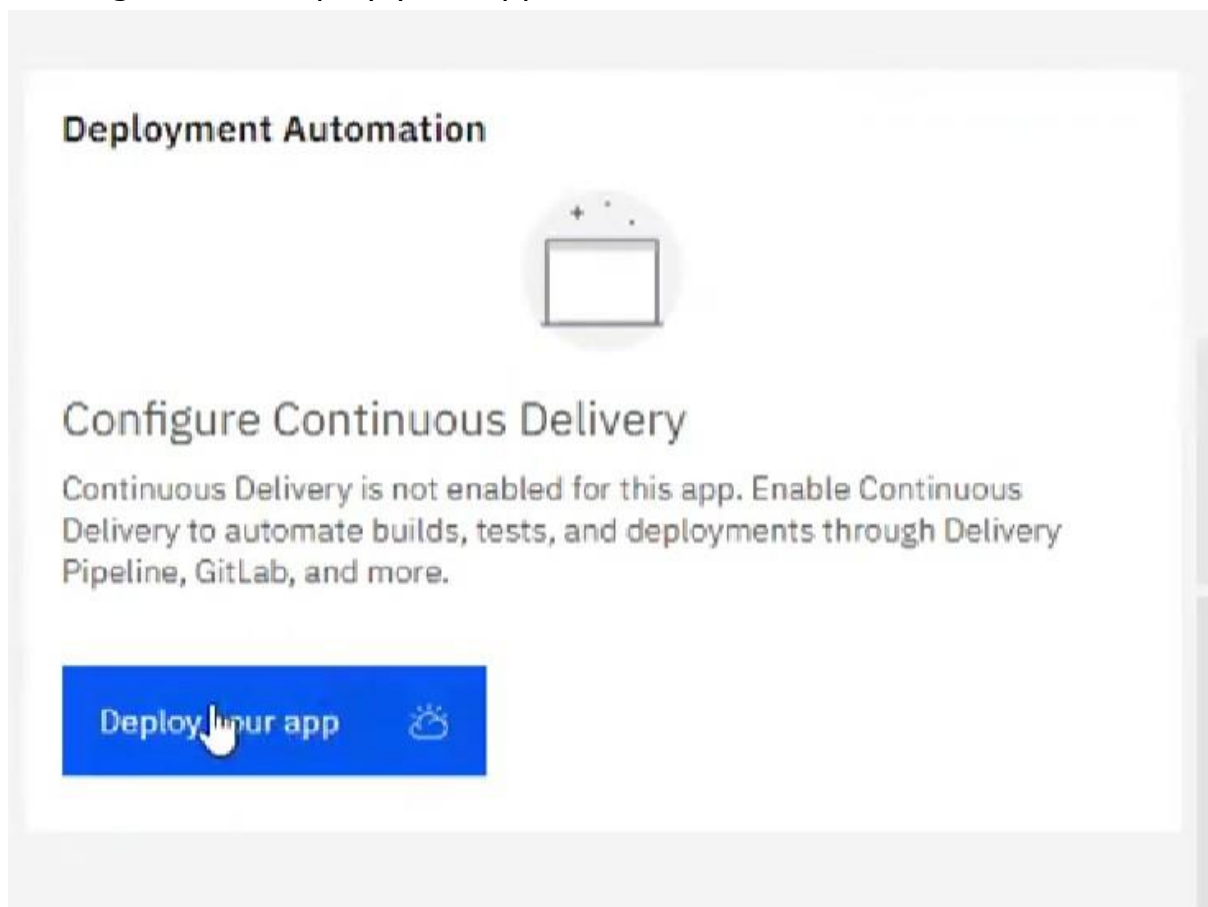 Deployment Automation
Configure Continuous Delivery
Continuous Delivery is not enabled for this app. Enable Continuous
Delivery to automate builds, tests, and deployments through Delivery
Pipeline, GitLab, and more.
Deploy your app